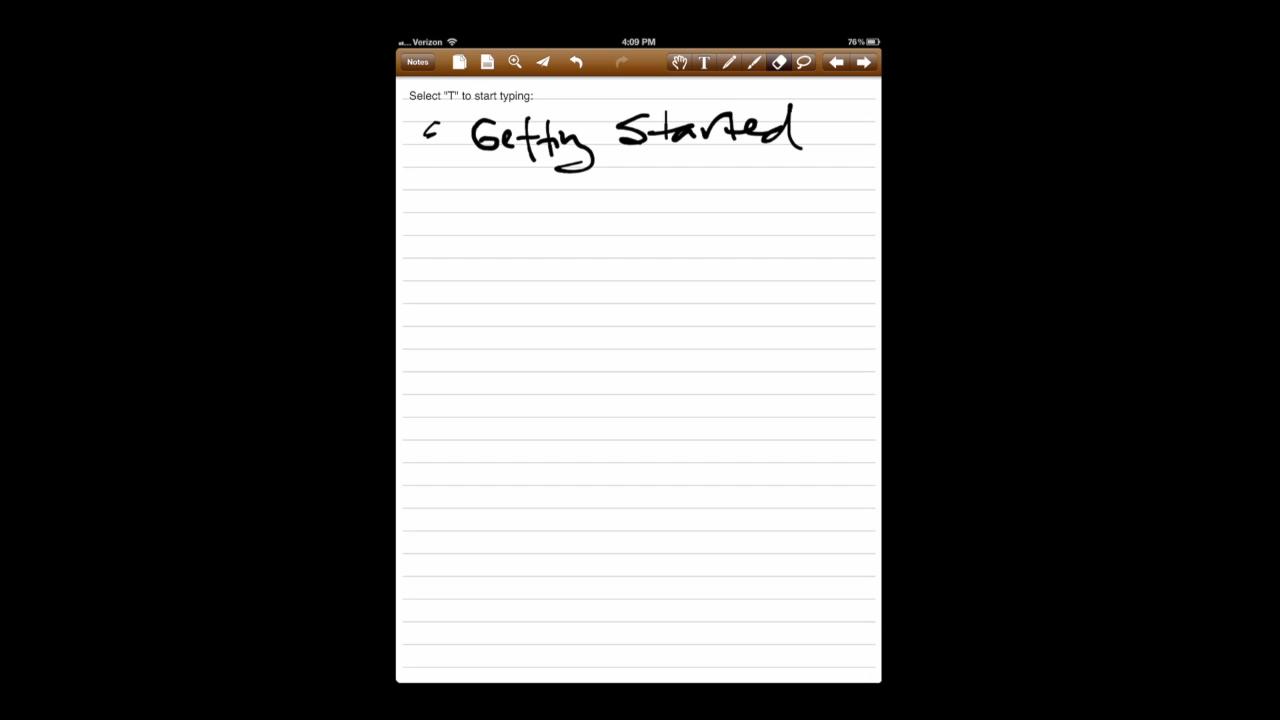 Verizon 4:09 PM 76%
Notes T
Select "T" to start typing:
Getting Started